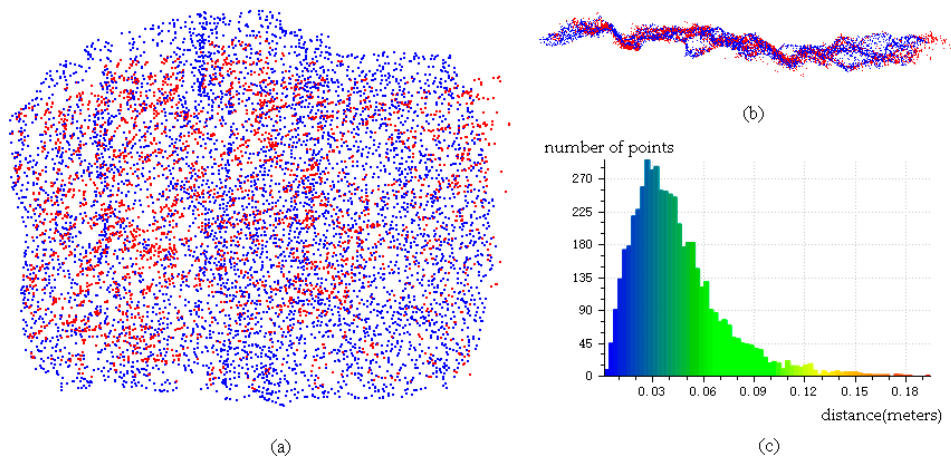 (b)
number of points
270
225
180
135
90
45
0
0.03 0.06 0.09 0.12 0.15 0.18
distance(meters)
(a)
(c)